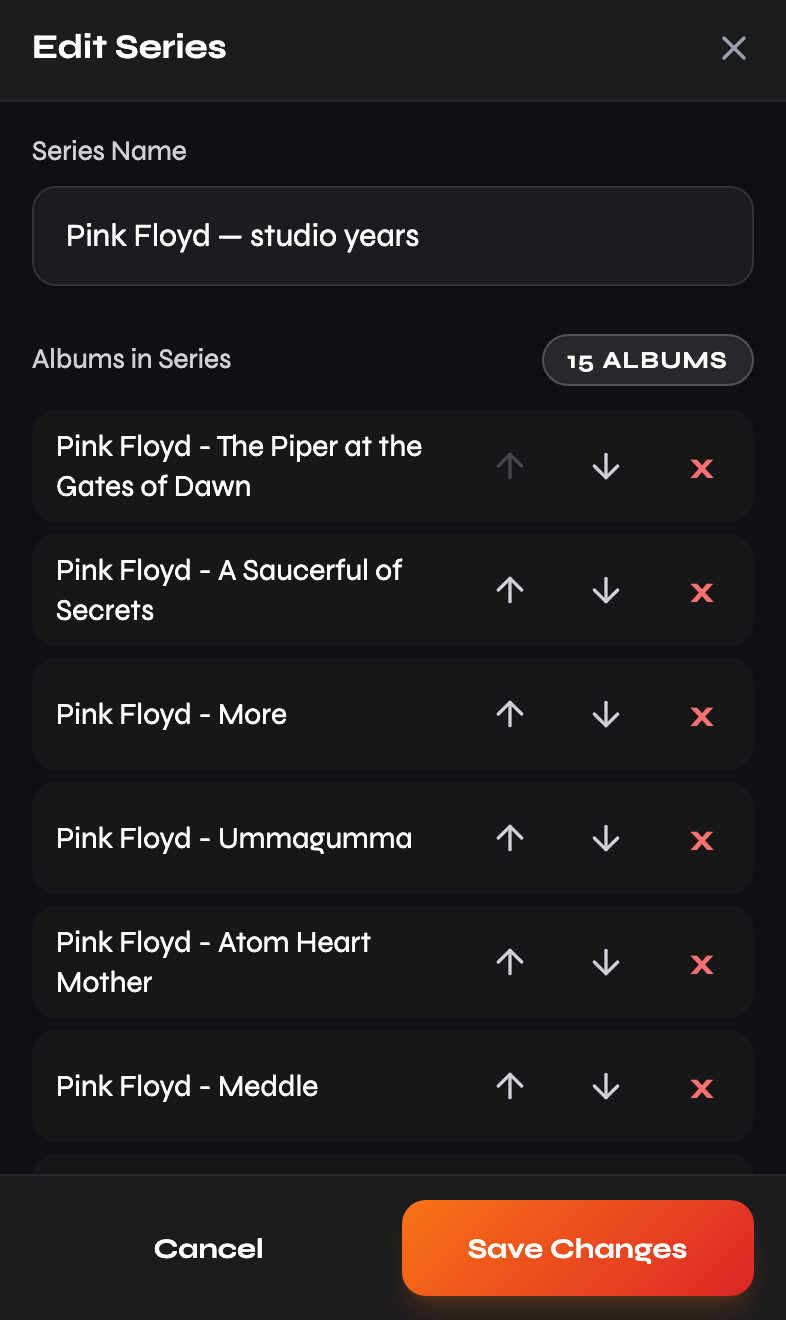 Edit Series
Series Name
Pink Floyd — studio years
Albums in Series
15 ALBUMS
Pink Floyd - The Piper at the
Gates of Dawn
x
Pink Floyd - A Saucerful of
Secrets
x
Pink Floyd - More
x
Pink Floyd - Ummagumma
x
Pink Floyd - Atom Heart
Mother
x
Pink Floyd - Meddle
x
Cancel
Save Changes